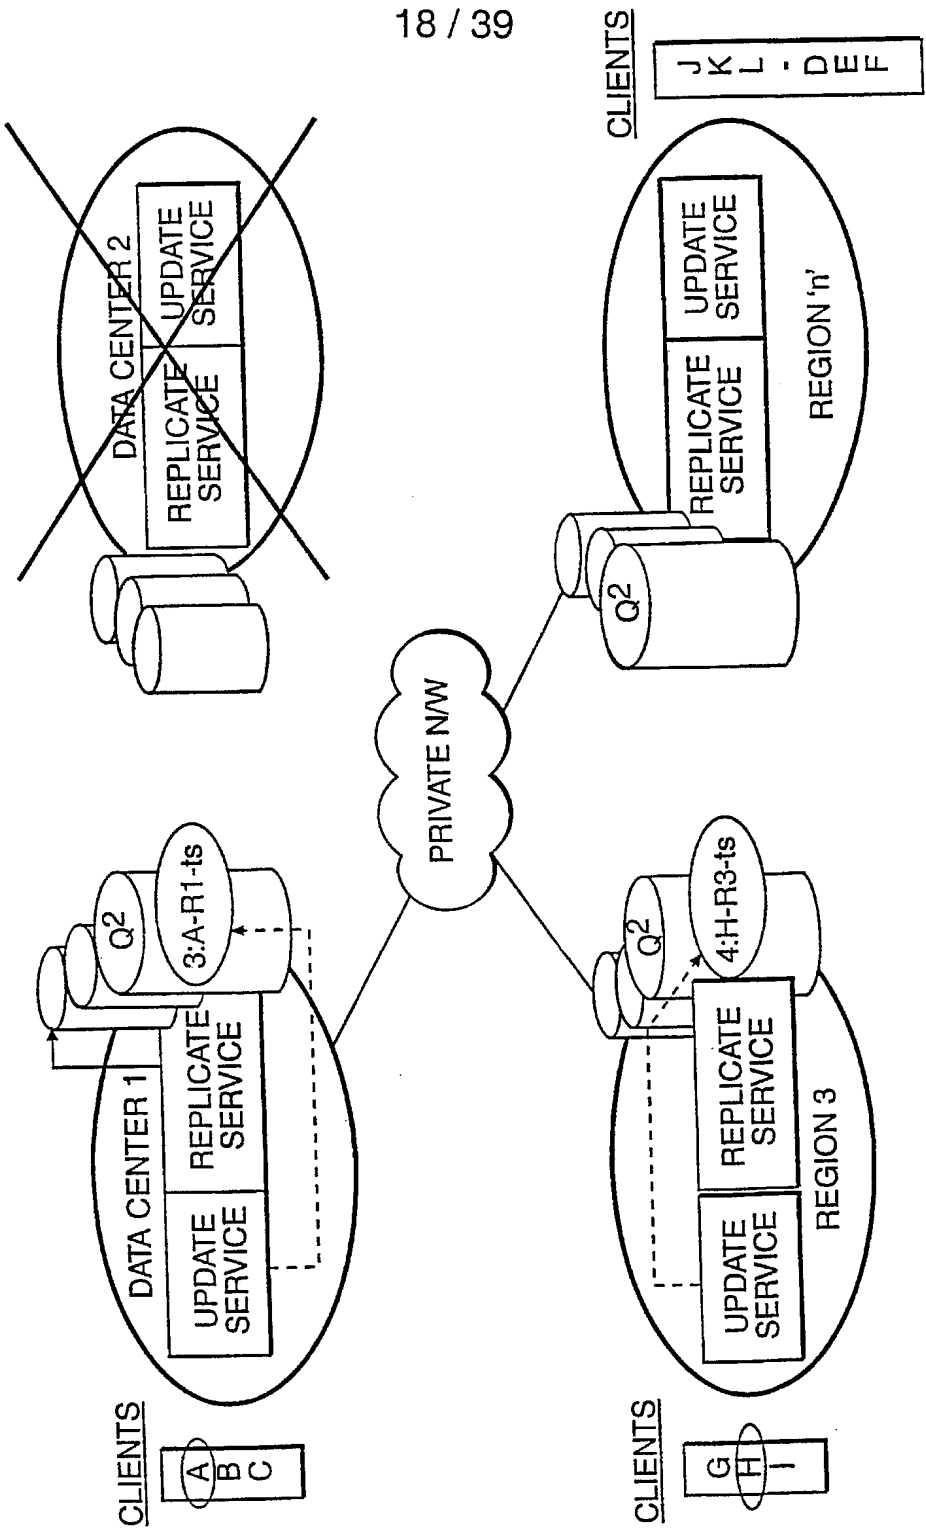 18 / 39
CLIENTS
A
B
C
DATA CENTER 1
UPDATE
SERVICE
REPLICATE
SERVICE
Q2
3:A-R1-ts
DATA CENTER 2
REPLICATE
SERVICE
UPDATE
SERVICE
PRIVATE N/W
CLIENTS
G
H
I
UPDATE
SERVICE
REPLICATE
SERVICE
REGION 3
Q2
4:H-R3-ts
Q2
REPLICATE
SERVICE
UPDATE
SERVICE
REGION 'n'
CLIENTS
J
K
L
-
D
E
F